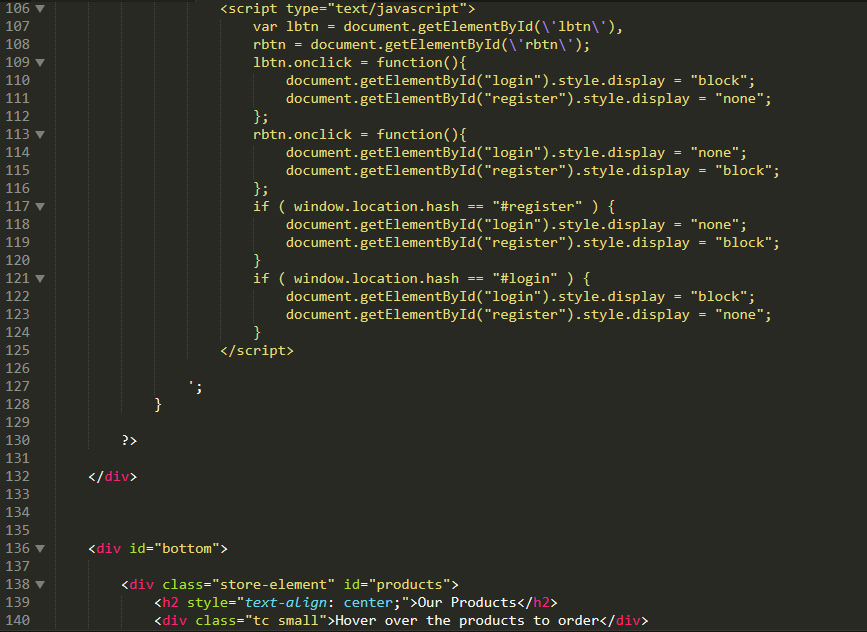 106 <script type="text/javascript">
107 var lbtn = document.getElementById(\'lbtn\'),
108 rbtn = document.getElementById(\'rbtn\');
109 lbtn.onclick = function(){
110 document.getElementById("login").style.display = "block";
111 document.getElementById("register").style.display = "none";
112 };
113 rbtn.onclick = function(){
114 document.getElementById("login").style.display = "none";
115 document.getElementById("register").style.display = "block";
116 };
117 if ( window.location.hash == "#register" ) {
118 document.getElementById("login").style.display = "none";
119 document.getElementById("register").style.display = "block";
120 }
121 if ( window.location.hash == "#login" ) {
122 document.getElementById("login").style.display = "block";
123 document.getElementById("register").style.display = "none";
124 }
125 </script>
126
127 ';
128 }
129
130 ?>
131
132 </div>
133
134
135
136 <div id="bottom">
137
138 <div class="store-element" id="products">
139 <h2 style="text-align: center;">Our Products</h2>
140 <div class="tc small">Hover over the products to order</div>